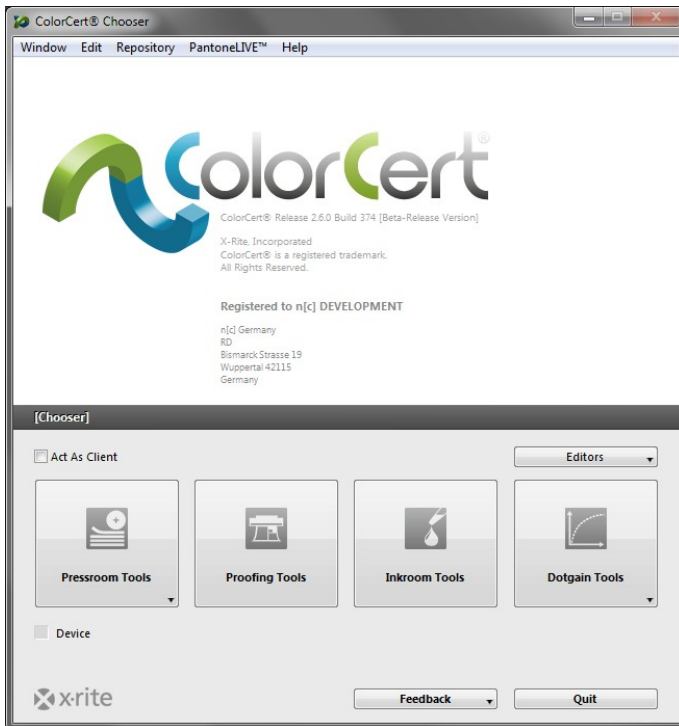 ColorCert® Chooser
Window Edit Repository PantoneLIVE™ Help
ColorCert®
ColorCert® Release 2.6.0 Build 374 [Beta-Release Version]
X-Rite, Incorporated
ColorCert® is a registered trademark.
All Rights Reserved.
Registered to n[c] DEVELOPMENT
n[c] Germany
RD
Bismarck Strasse 19
Wuppertal 42115
Germany
[Chooser]
Act As Client
Editors
Pressroom Tools
Proofing Tools
Inkroom Tools
Dotgain Tools
Device
x·rite
Feedback
Quit